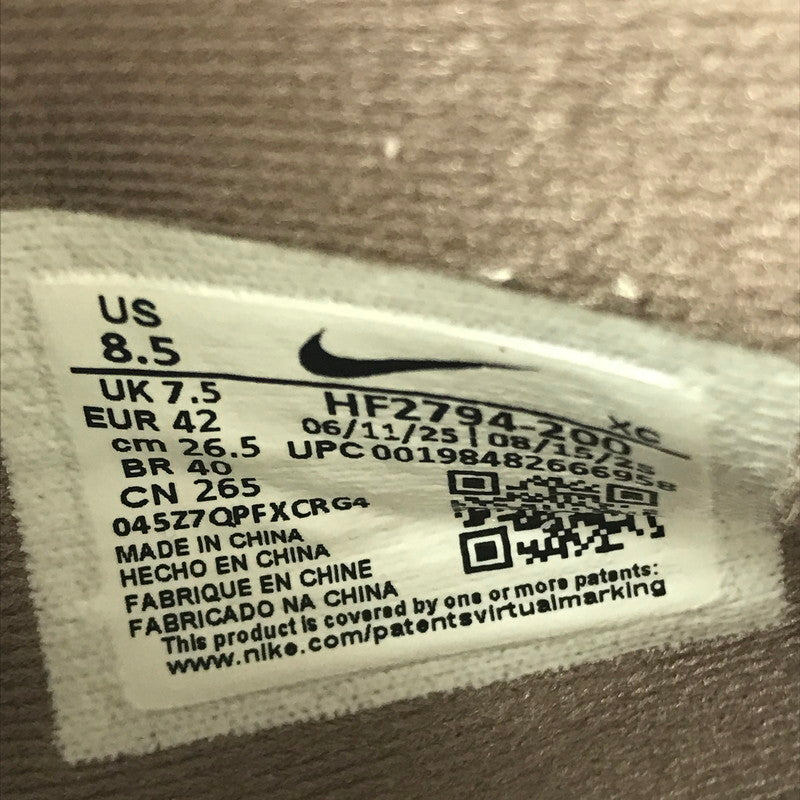 US
8.5
UK 7.5
EUR 42
cm 26.5
BR 40
CN 265
045Z7QPFXCRG4
HF2794-200 XC
06/11/25 | 08/15/25
UPC 00198482666958
MADE IN CHINA
HECHO EN CHINA
FABRIQUE EN CHINE
FABRICADO NA CHINA
This product is covered by one or more patents:
www.nike.com/patentsvirtualmarking